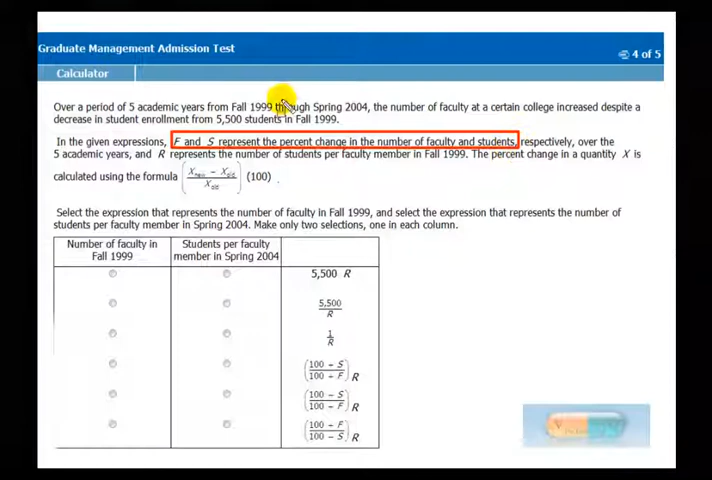 Graduate Management Admission Test
4 of 5
Calculator
Over a period of 5 academic years from Fall 1999 through Spring 2004, the number of faculty at a certain college increased despite a
decrease in student enrollment from 5,500 students in Fall 1999.
In the given expressions, F and S represent the percent change in the number of faculty and students, respectively, over the
5 academic years, and R represents the number of students per faculty member in Fall 1999. The percent change in a quantity X is
calculated using the formula (Xnew − Xold / Xold) (100) .
Select the expression that represents the number of faculty in Fall 1999, and select the expression that represents the number of
students per faculty member in Spring 2004. Make only two selections, one in each column.
Number of faculty in
Fall 1999
Students per faculty
member in Spring 2004
5,500 R
5,500 / R
1 / R
(100 S / 100 F) R
(100 S / 100 F) R
(100 F / 100 S) R